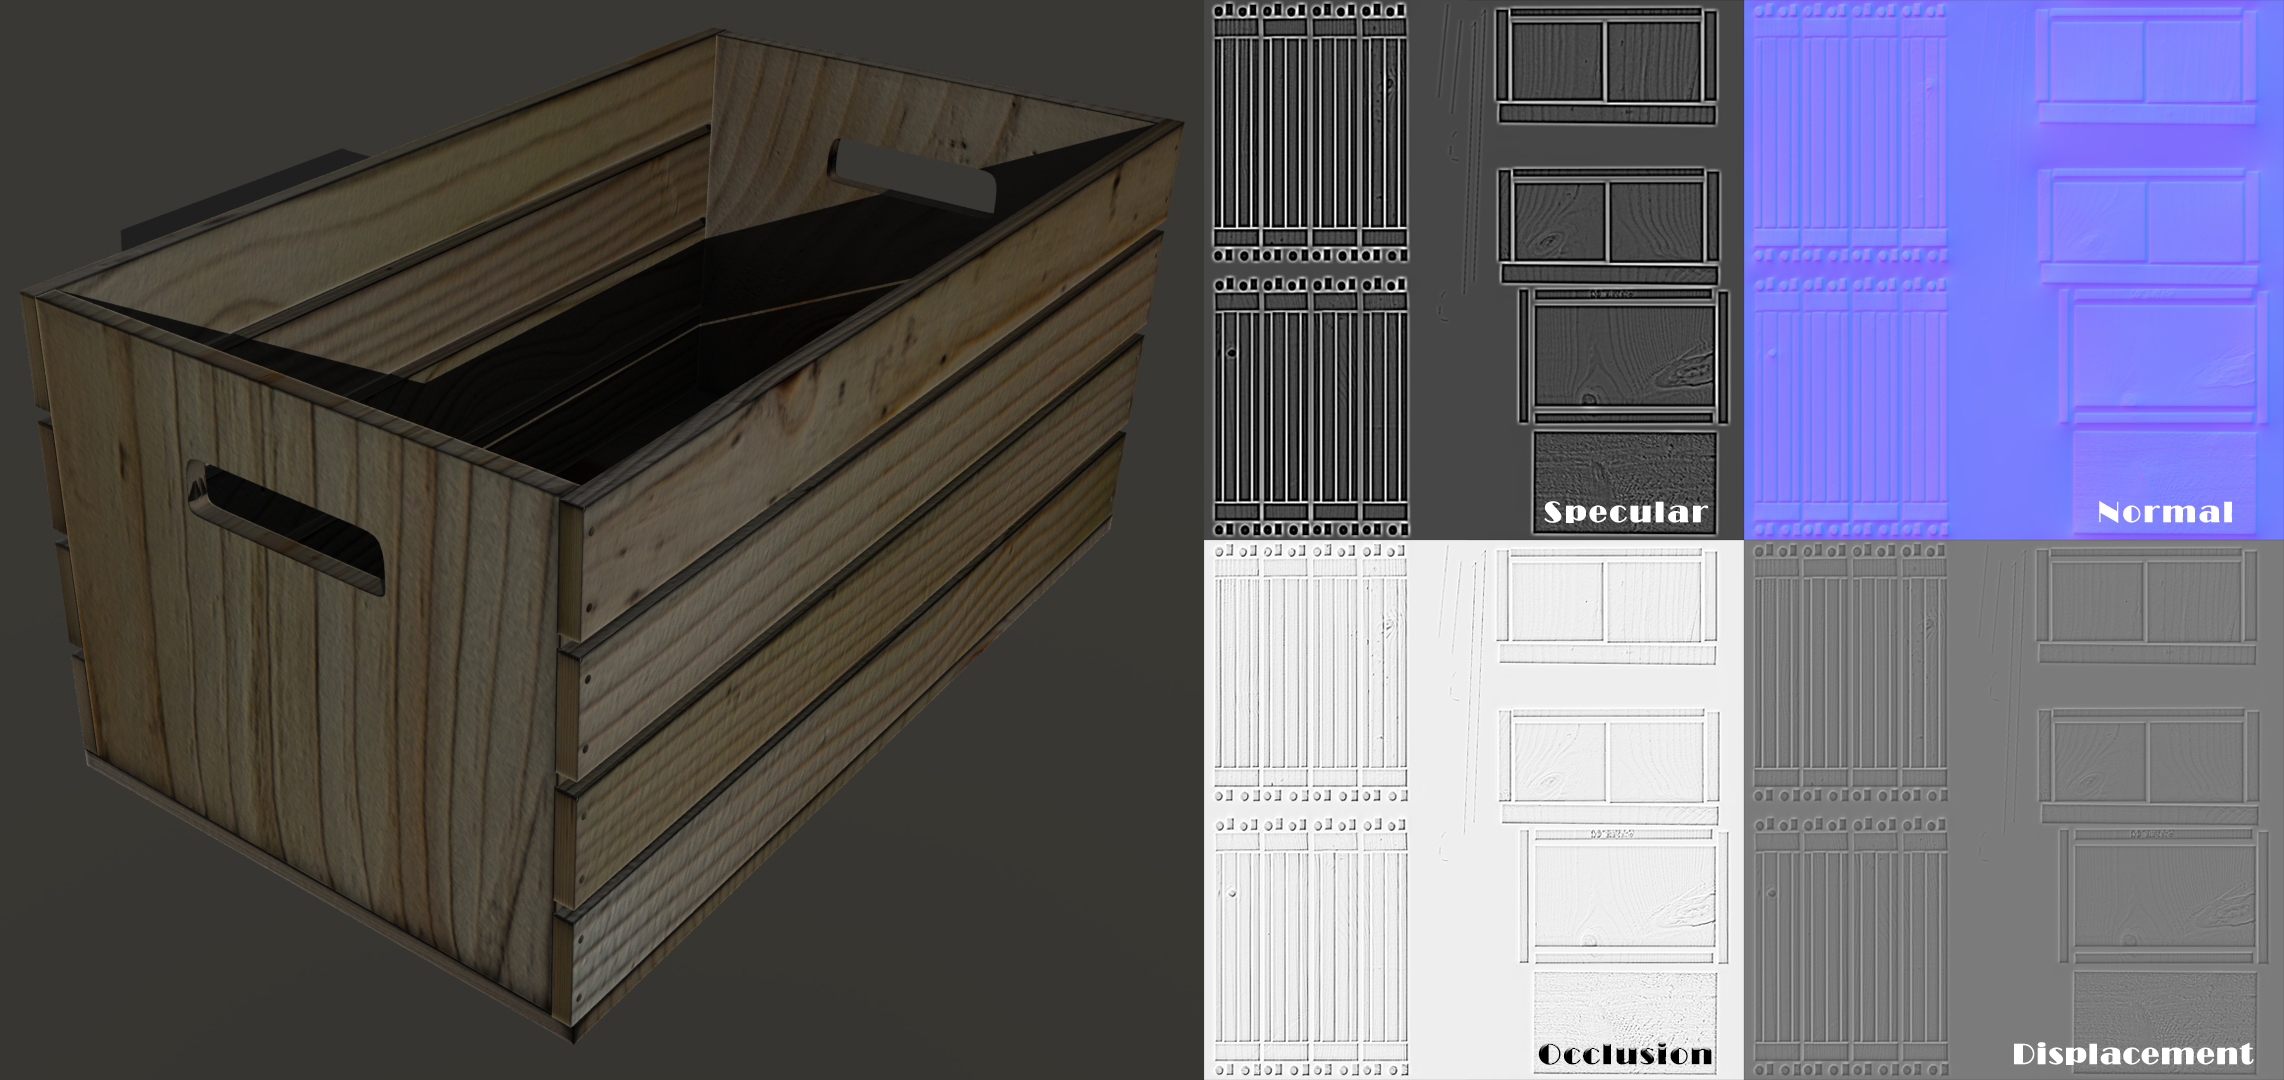 Specular
Normal
Occlusion
Displacement